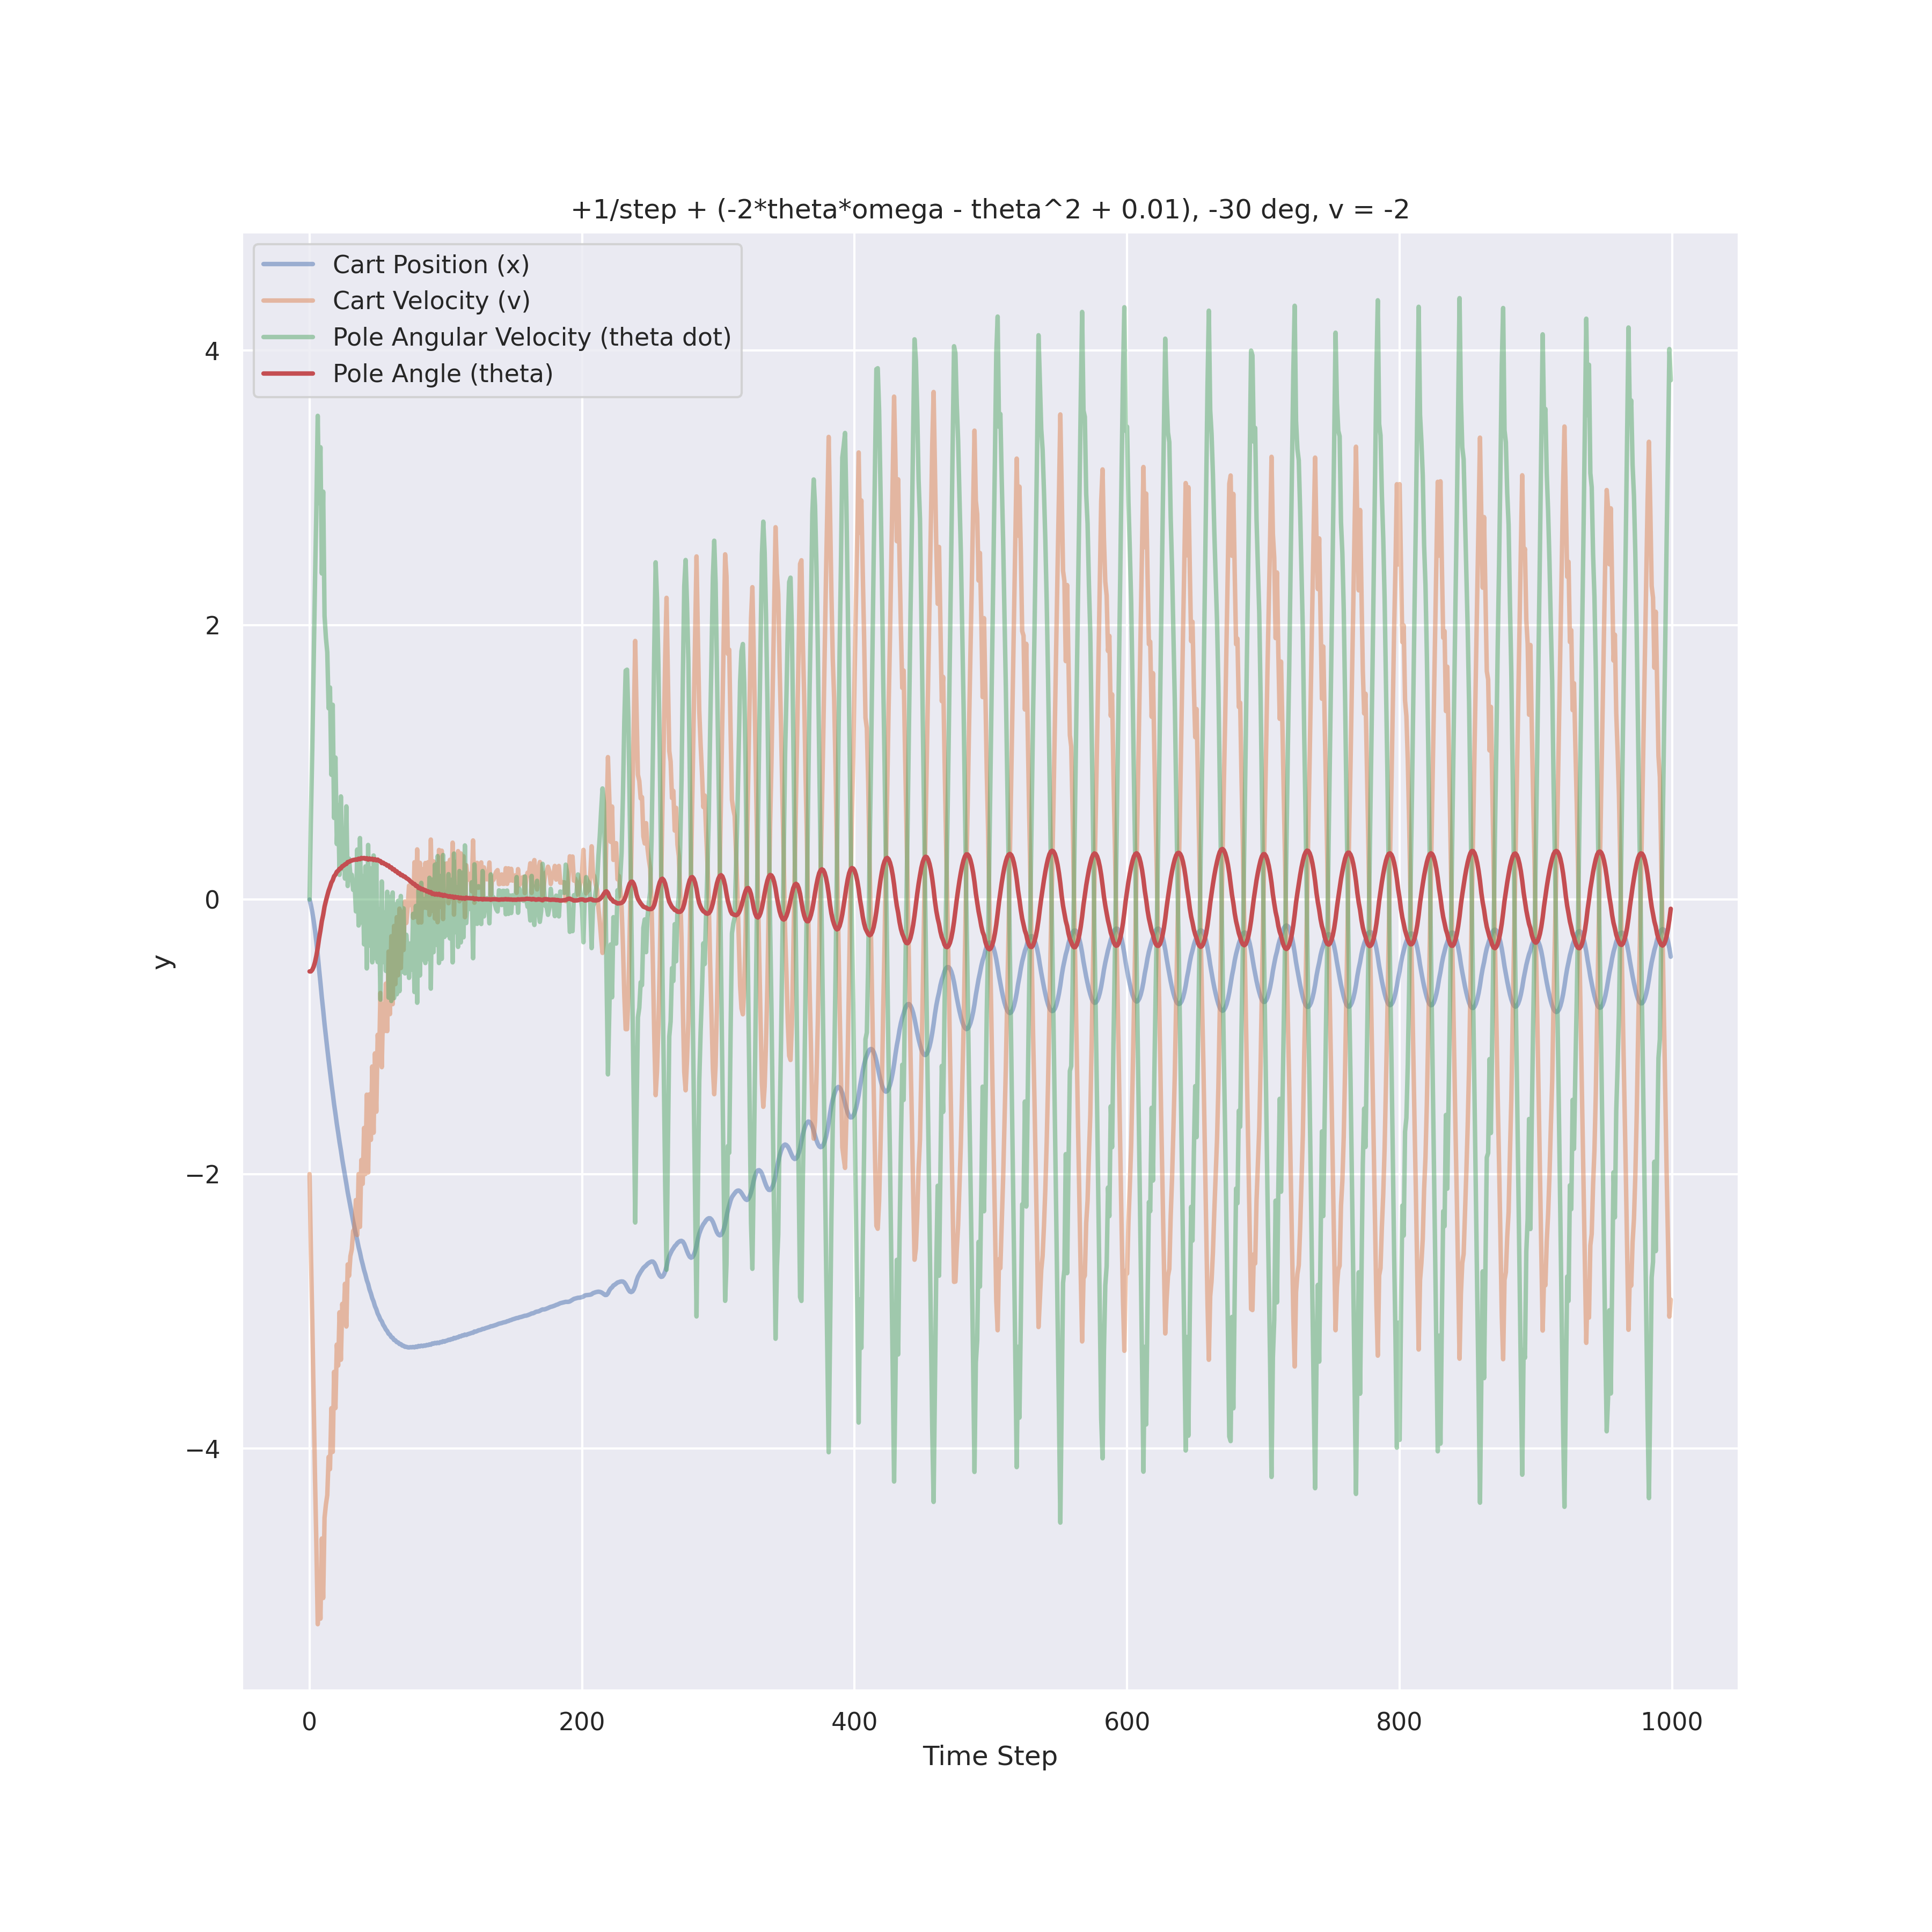 +1/step + (-2*theta*omega - theta^2 + 0.01), -30 deg, v = -2
Cart Position (x)
Cart Velocity (v)
Pole Angular Velocity (theta dot)
Pole Angle (theta)
4
2
0
−2
−4
y
0 200 400 600 800 1000
Time Step